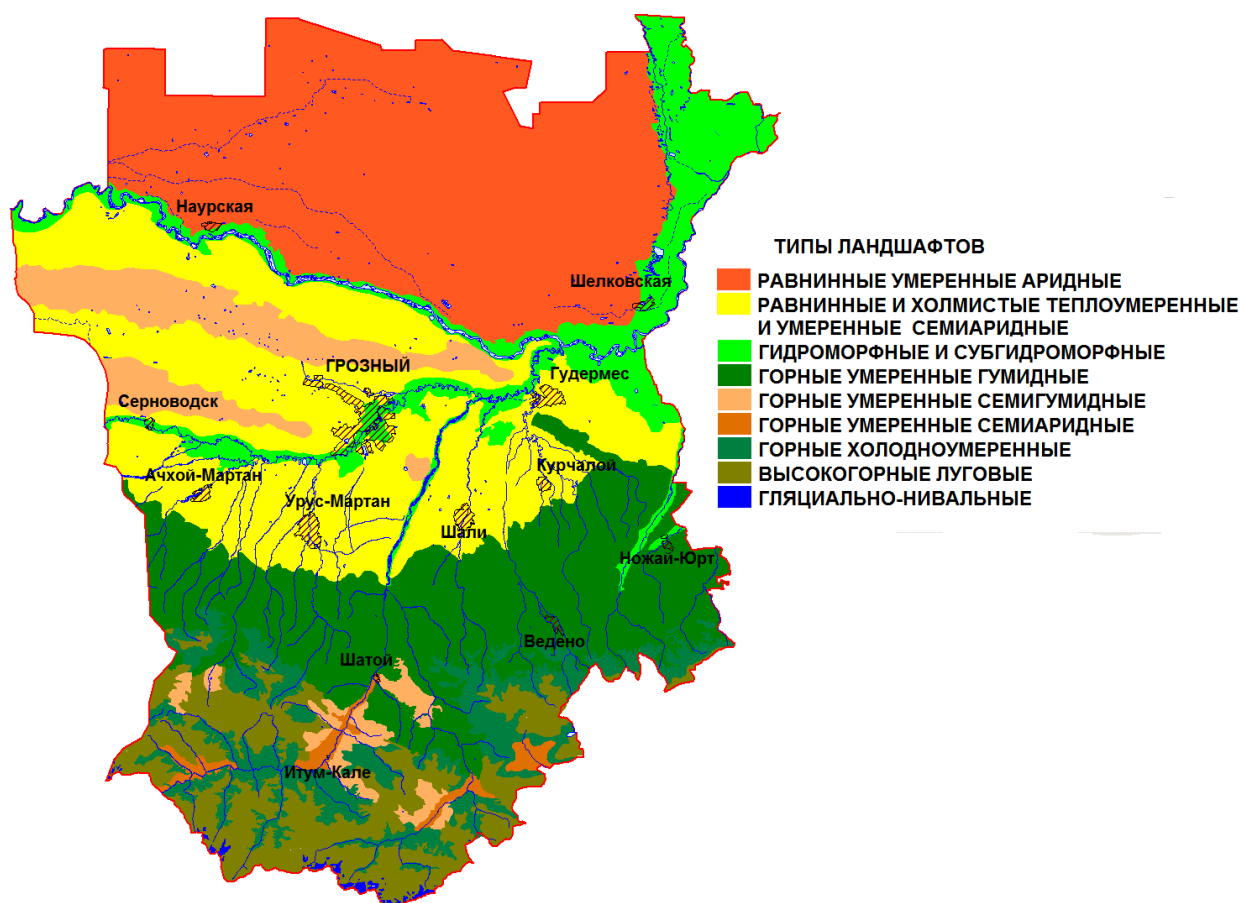 Наурская
Шелковская
ГРОЗНЫЙ
Гудермес
Серноводск
Ачхой-Мартан
Курчалой
Урус-Мартан
Шали
Ножай-Юрт
Ведено
Шатой
Итум-Кале
ТИПЫ ЛАНДШАФТОВ
РАВНИННЫЕ УМЕРЕННЫЕ АРИДНЫЕ
РАВНИННЫЕ И ХОЛМИСТЫЕ ТЕПЛОУМЕРЕННЫЕ
И УМЕРЕННЫЕ СЕМИАРИДНЫЕ
ГИДРОМОРФНЫЕ И СУБГИДРОМОРФНЫЕ
ГОРНЫЕ УМЕРЕННЫЕ ГУМИДНЫЕ
ГОРНЫЕ УМЕРЕННЫЕ СЕМИГУМИДНЫЕ
ГОРНЫЕ УМЕРЕННЫЕ СЕМИАРИДНЫЕ
ГОРНЫЕ ХОЛОДНОУМЕРЕННЫЕ
ВЫСОКОГОРНЫЕ ЛУГОВЫЕ
ГЛЯЦИАЛЬНО-НИВАЛЬНЫЕ